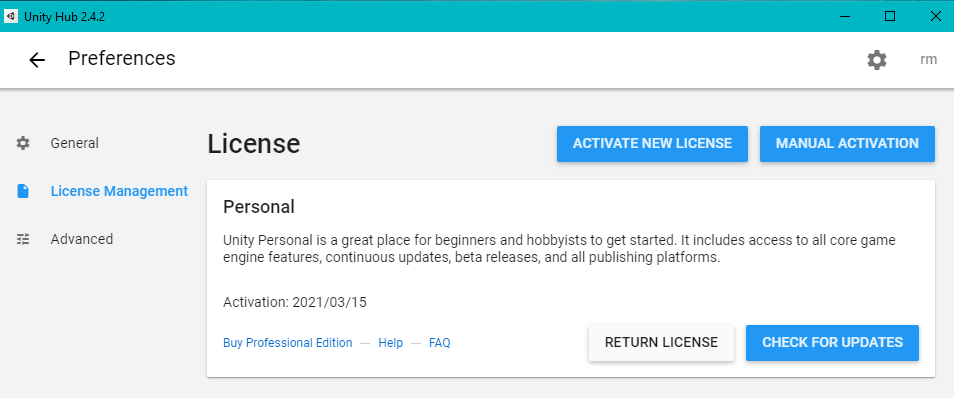 Unity Hub 2.4.2
Preferences
rm
General
License Management
Advanced
License
ACTIVATE NEW LICENSE
MANUAL ACTIVATION
Personal
Unity Personal is a great place for beginners and hobbyists to get started. It includes access to all core game
engine features, continuous updates, beta releases, and all publishing platforms.
Activation: 2021/03/15
Buy Professional Edition — Help — FAQ
RETURN LICENSE
CHECK FOR UPDATES